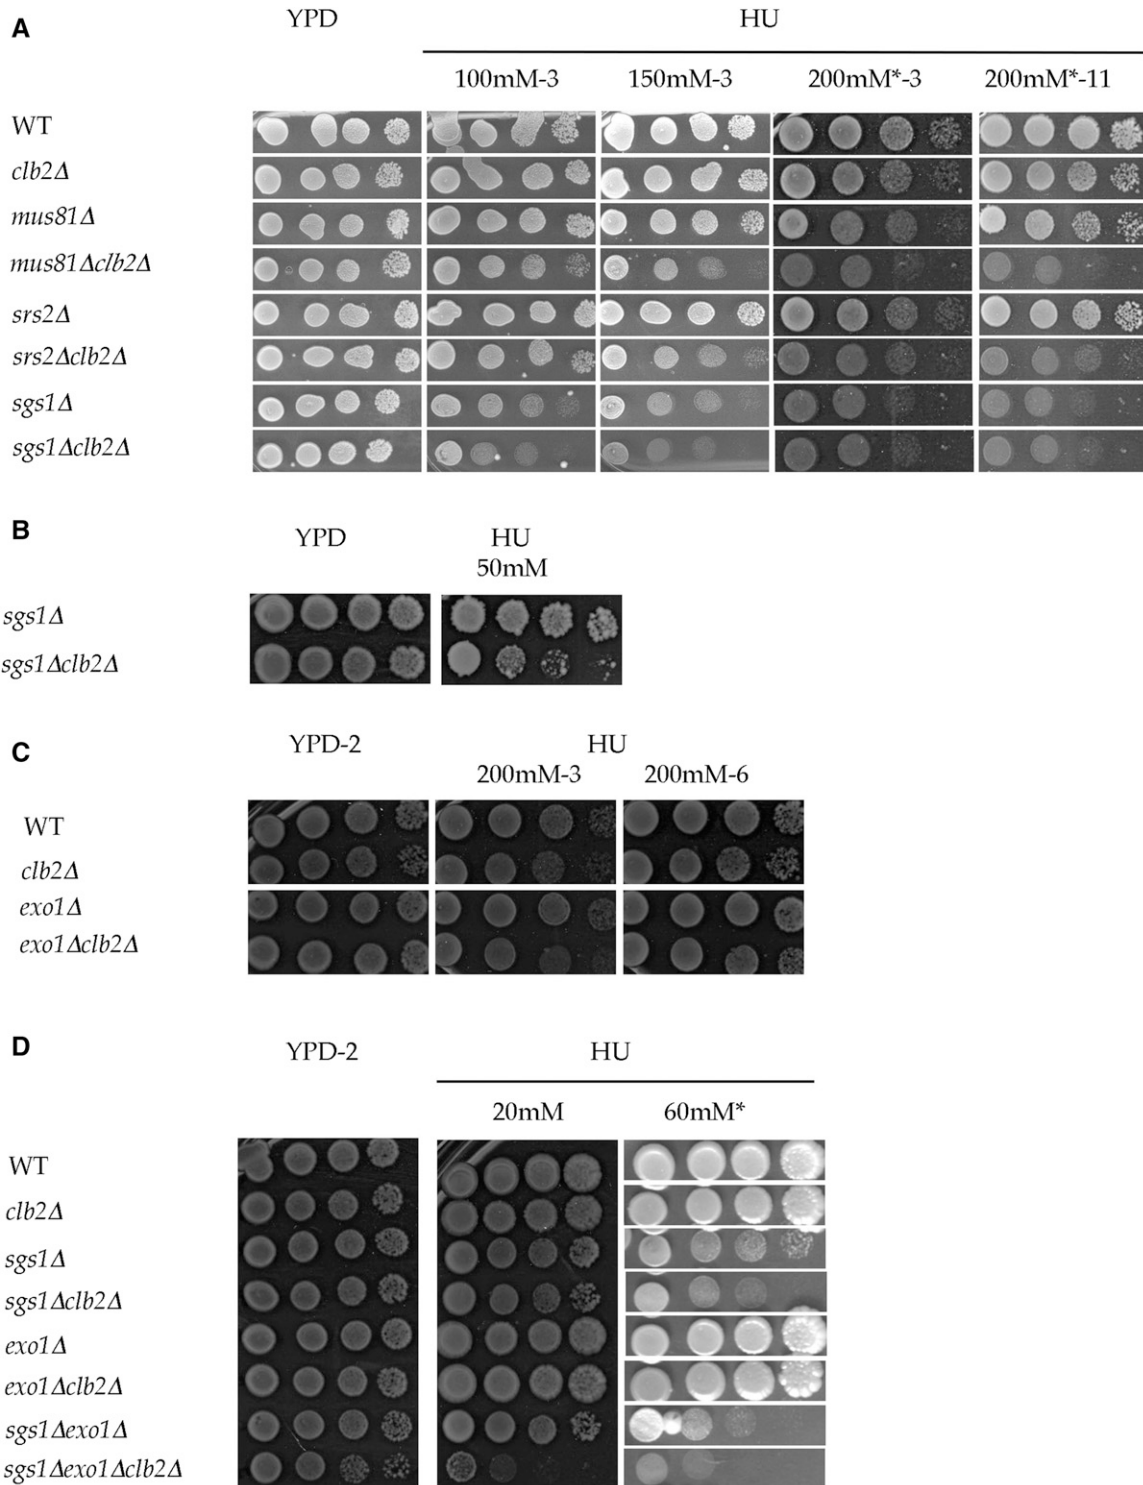 A
YPD
HU
100mM-3
150mM-3
200mM*-3
200mM*-11
WT
clb2Δ
mus81Δ
mus81Δclb2Δ
srs2Δ
srs2Δclb2Δ
sgs1Δ
sgs1Δclb2Δ
B
YPD
HU
50mM
sgs1Δ
sgs1Δclb2Δ
C
YPD-2
HU
200mM-3
200mM-6
WT
clb2Δ
exo1Δ
exo1Δclb2Δ
D
YPD-2
HU
20mM
60mM*
WT
clb2Δ
sgs1Δ
sgs1Δclb2Δ
exo1Δ
exo1Δclb2Δ
sgs1Δexo1Δ
sgs1Δexo1Δclb2Δ